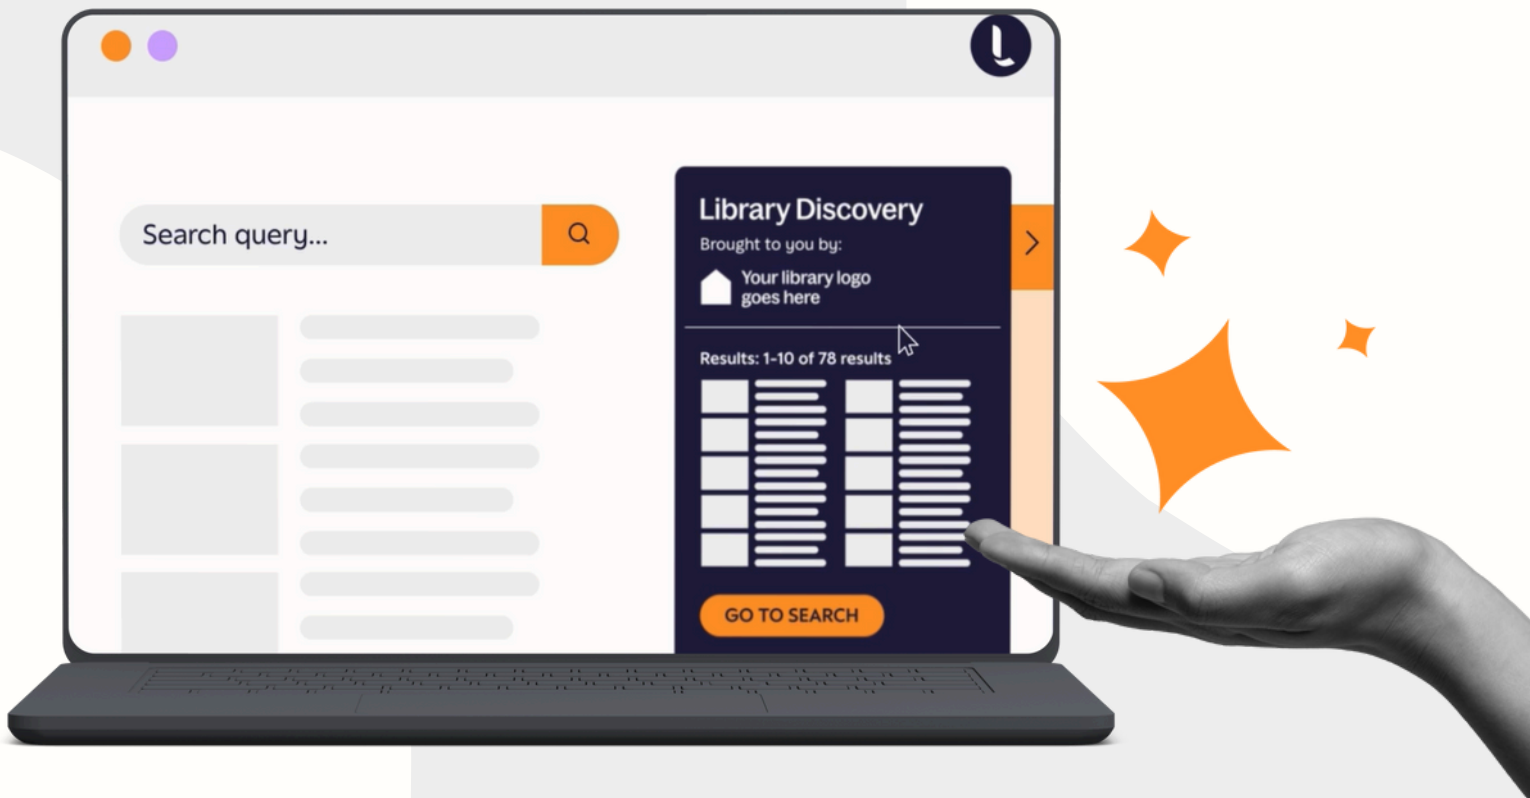 Search query...
Library Discovery
Brought to you by:
Your library logo
goes here
Results: 1-10 of 78 results
GO TO SEARCH